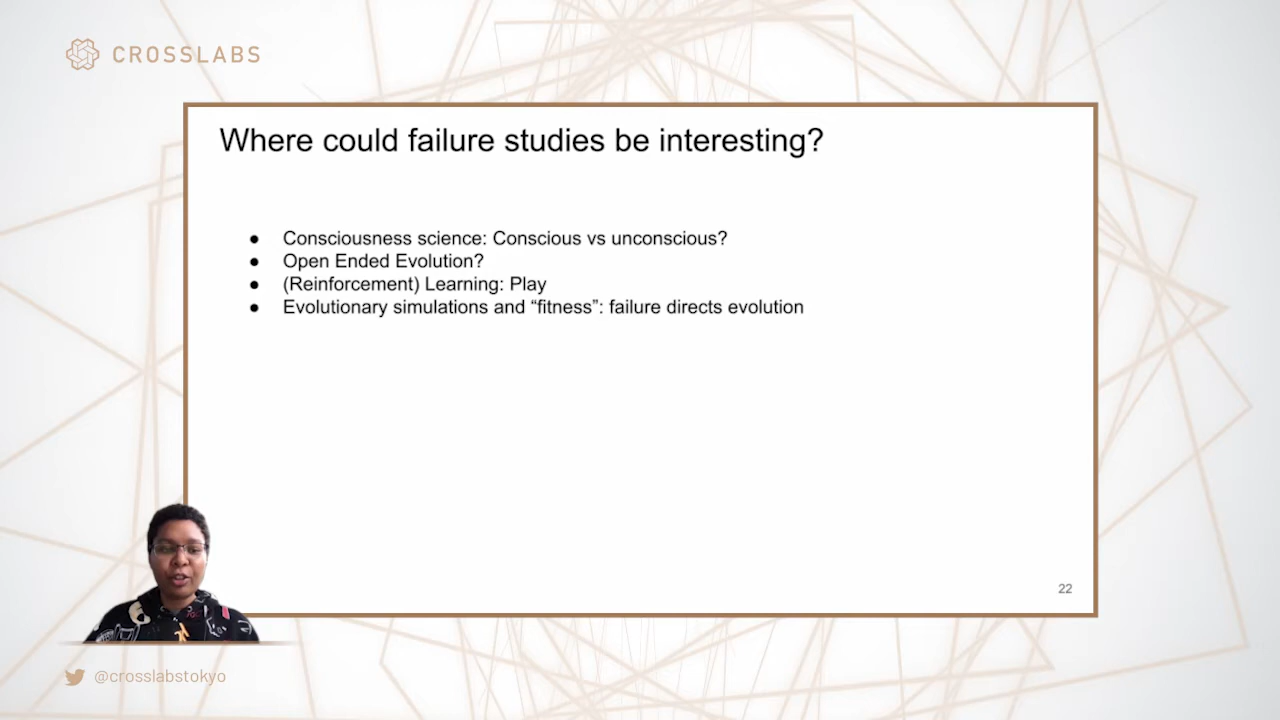 CROSSLABS
Where could failure studies be interesting?
● Consciousness science: Conscious vs unconscious?
● Open Ended Evolution?
● (Reinforcement) Learning: Play
● Evolutionary simulations and “fitness”: failure directs evolution
22
@crosslabstokyo